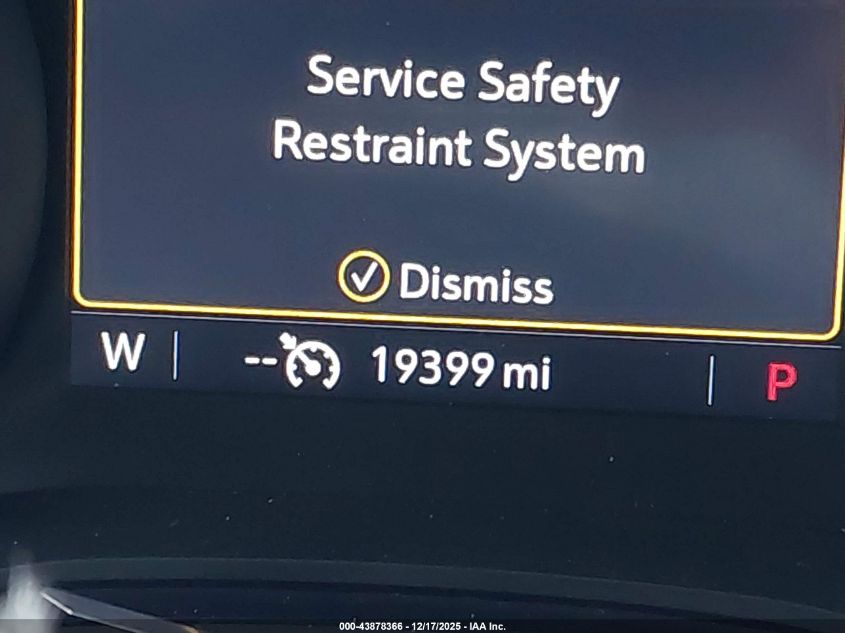 Service Safety
Restraint System
Dismiss
W -- 19399 mi P
000-43878366 - 12/17/2025 - IAA Inc.